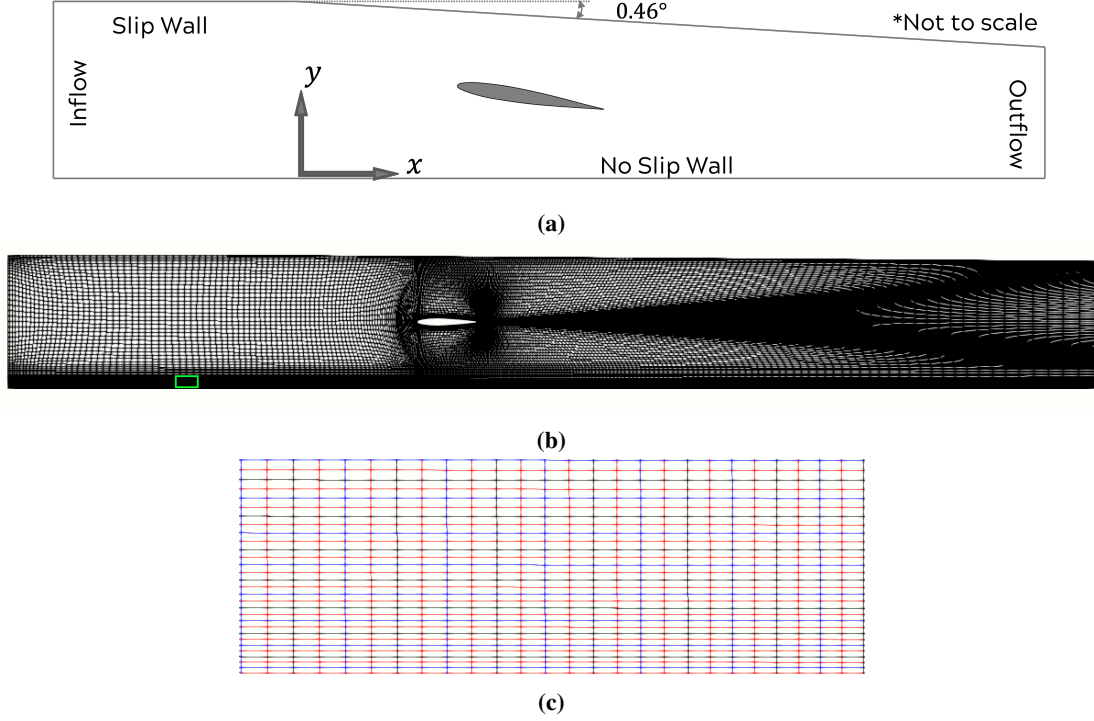 0.46°
Slip Wall
*Not to scale
Inflow
y
Outflow
x
No Slip Wall
(a)
(b)
(c)